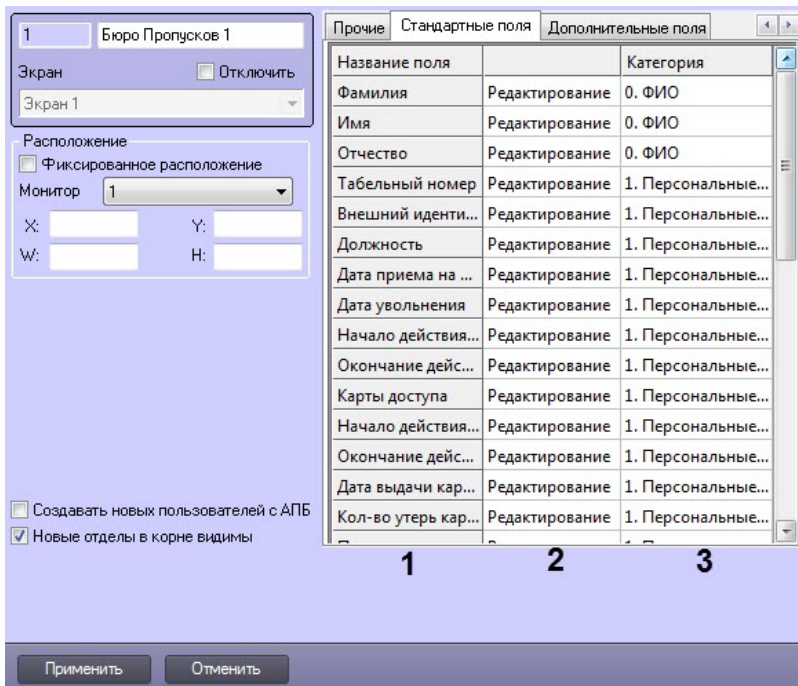 1 Бюро Пропусков 1
Экран Отключить
Экран 1
Расположение
Фиксированное расположение
Монитор 1
X: Y:
W: H:
Создавать новых пользователей с АПБ
Новые отделы в корне видимы
Прочие Стандартные поля Дополнительные поля
Название поля Категория
Фамилия Редактирование 0. ФИО
Имя Редактирование 0. ФИО
Отчество Редактирование 0. ФИО
Табельный номер Редактирование 1. Персональные...
Внешний иденти... Редактирование 1. Персональные...
Должность Редактирование 1. Персональные...
Дата приема на ... Редактирование 1. Персональные...
Дата увольнения Редактирование 1. Персональные...
Начало действия... Редактирование 1. Персональные...
Окончание дейс... Редактирование 1. Персональные...
Карты доступа Редактирование 1. Персональные...
Начало действия... Редактирование 1. Персональные...
Окончание дейс... Редактирование 1. Персональные...
Дата выдачи кар... Редактирование 1. Персональные...
Кол-во утерь кар... Редактирование 1. Персональные...
1 2 3
Применить Отменить